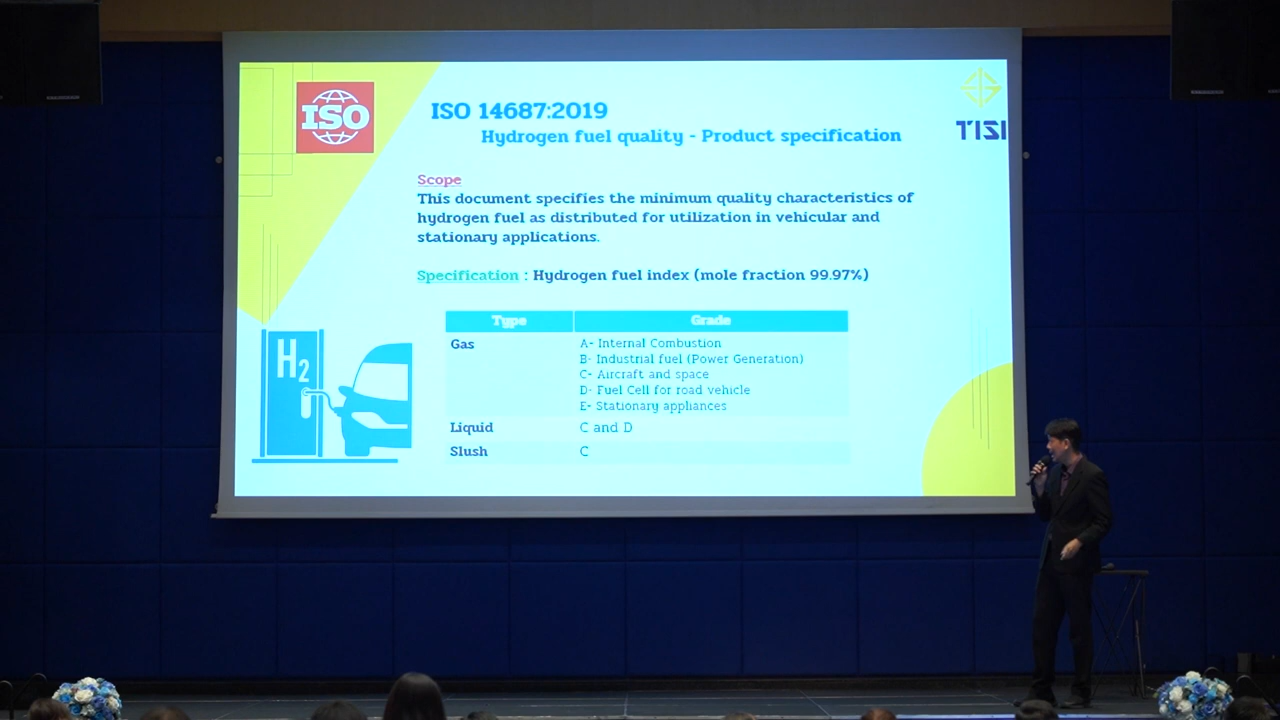 ISO
ISO 14687:2019
Hydrogen fuel quality - Product specification
TISI
Scope
This document specifies the minimum quality characteristics of
hydrogen fuel as distributed for utilization in vehicular and
stationary applications.
Specification : Hydrogen fuel index (mole fraction 99.97%)
Type Grade
Gas A- Internal Combustion
B- Industrial fuel (Power Generation)
C- Aircraft and space
D- Fuel Cell for road vehicle
E- Stationary appliances
Liquid C and D
Slush C
H2